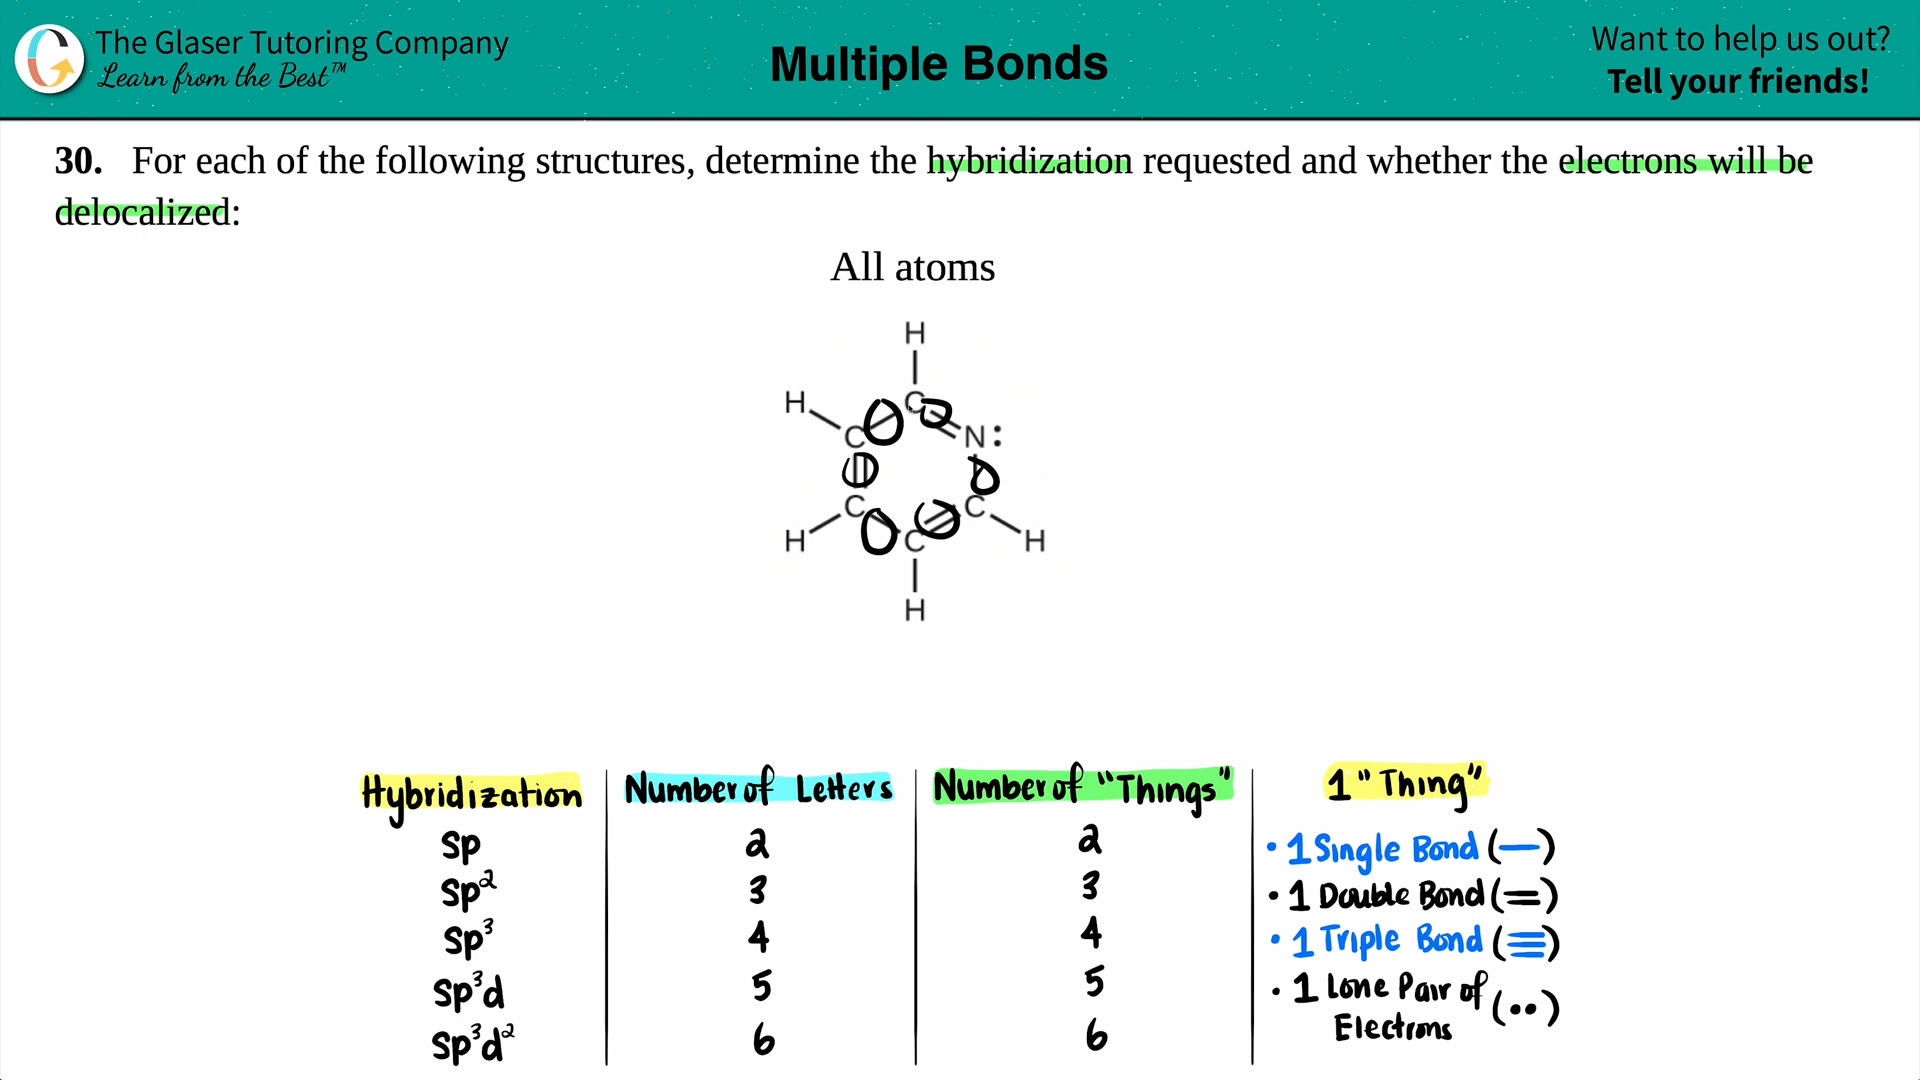 The Glaser Tutoring Company
Learn from the Best™
Multiple Bonds
Want to help us out?
Tell your friends!
30. For each of the following structures, determine the hybridization requested and whether the electrons will be
delocalized:
All atoms
H
H C
C N:
C C
H C H
H
Hybridization Number of Letters Number of "Things" 1 "Thing"
Sp 2 2 • 1 Single Bond (—)
Sp² 3 3 • 1 Double Bond (=)
Sp³ 4 4 • 1 Triple Bond (≡)
Sp³d 5 5 • 1 Lone Pair of (••)
Electrons
Sp³d² 6 6